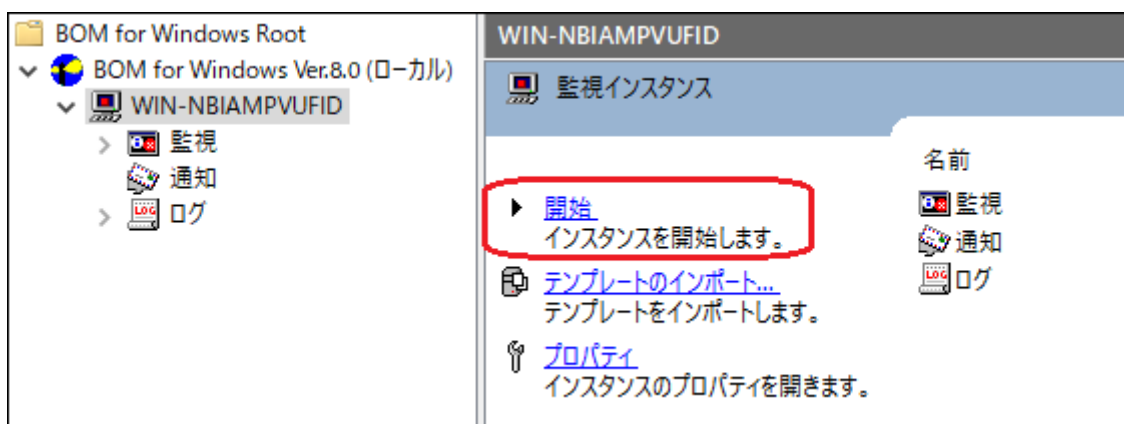 BOM for Windows Root
BOM for Windows Ver.8.0 (ローカル)
WIN-NBIAMPVUFID
監視
通知
ログ
WIN-NBIAMPVUFID
監視インスタンス
開始
インスタンスを開始します。
テンプレートのインポート...
テンプレートをインポートします。
プロパティ
インスタンスのプロパティを開きます。
名前
監視
通知
ログ